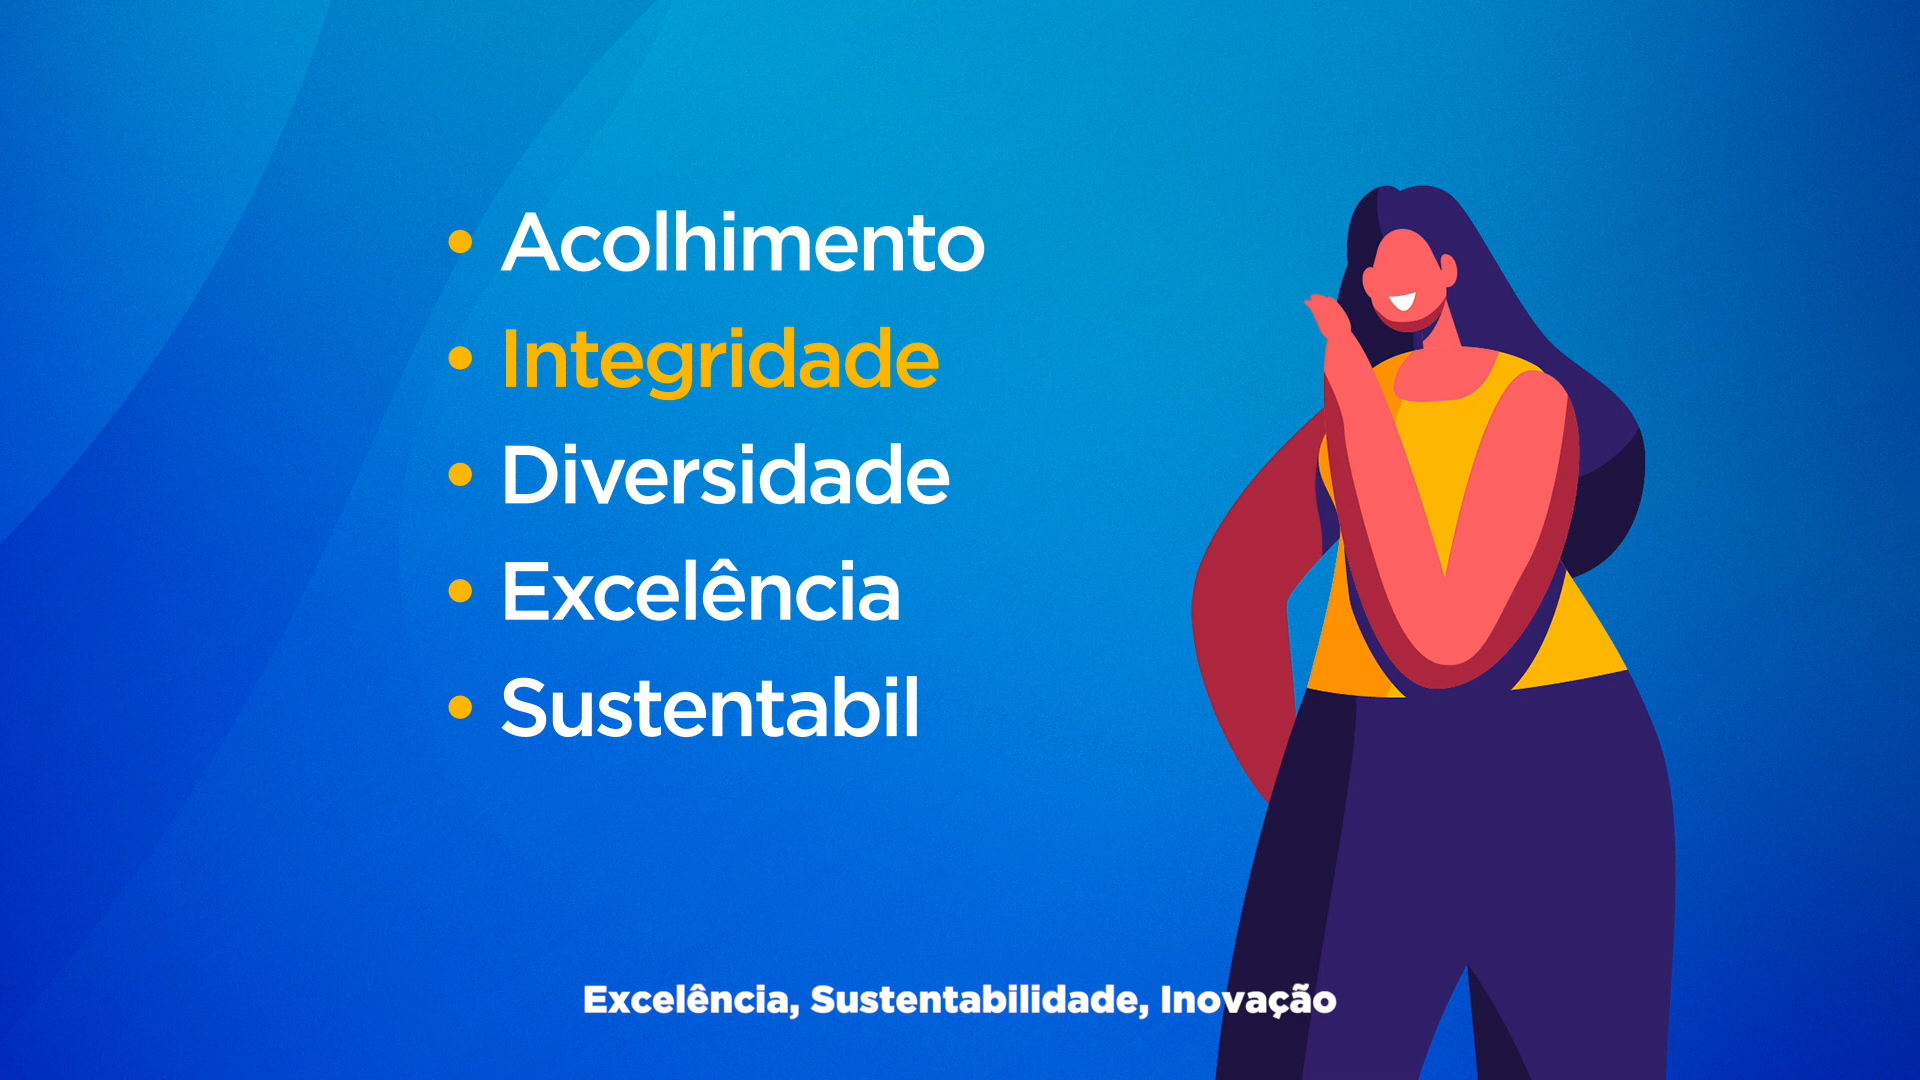 • Acolhimento
• Integridade
• Diversidade
• Excelência
• Sustentabil
Excelência, Sustentabilidade, Inovação